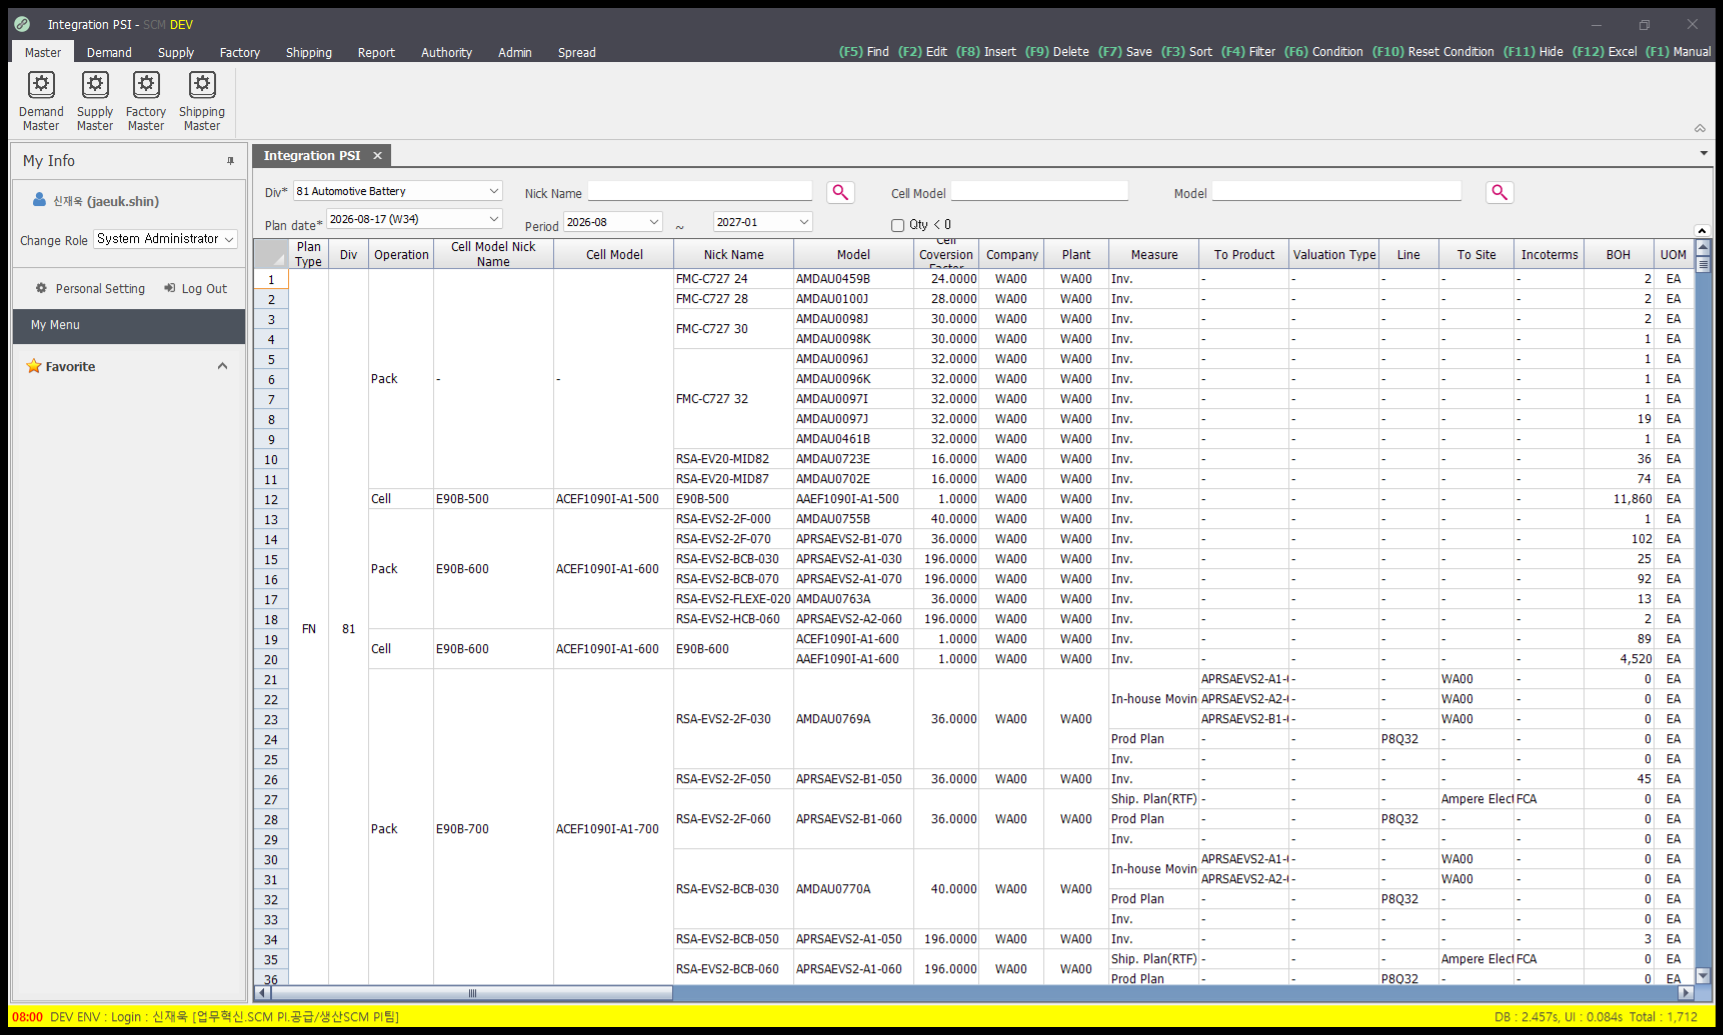 Integration PSI - SCM DEV
Master Demand Supply Factory Shipping Report Authority Admin Spread
(F5) Find (F2) Edit (F8) Insert (F9) Delete (F7) Save (F3) Sort (F4) Filter (F6) Condition (F10) Reset Condition (F11) Hide (F12) Excel (F1) Manual
Demand Master Supply Master Factory Master Shipping Master
My Info
신재욱 (jaeuk.shin)
Change Role System Administrator
Personal Setting Log Out
My Menu
Favorite
Integration PSI
Div* 81 Automotive Battery Nick Name Cell Model Model
Plan date* 2026-08-17 (W34) Period 2026-08 ~ 2027-01 Qty < 0
Plan Type Div Operation Cell Model Nick Name Cell Model Nick Name Model Cell Coversion Factor Company Plant Measure To Product Valuation Type Line To Site Incoterms BOH UOM
1 FN 81 Pack - - FMC-C727 24 AMDAU0459B 24.0000 WA00 WA00 Inv. - - - - - 2 EA
2 FMC-C727 28 AMDAU0100J 28.0000 WA00 WA00 Inv. - - - - - 2 EA
3 FMC-C727 30 AMDAU0098J 30.0000 WA00 WA00 Inv. - - - - - 2 EA
4 AMDAU0098K 30.0000 WA00 WA00 Inv. - - - - - 1 EA
5 FMC-C727 32 AMDAU0096J 32.0000 WA00 WA00 Inv. - - - - - 1 EA
6 AMDAU0096K 32.0000 WA00 WA00 Inv. - - - - - 1 EA
7 AMDAU0097I 32.0000 WA00 WA00 Inv. - - - - - 1 EA
8 AMDAU0097J 32.0000 WA00 WA00 Inv. - - - - - 19 EA
9 AMDAU0461B 32.0000 WA00 WA00 Inv. - - - - - 1 EA
10 RSA-EV20-MID82 AMDAU0723E 16.0000 WA00 WA00 Inv. - - - - - 36 EA
11 RSA-EV20-MID87 AMDAU0702E 16.0000 WA00 WA00 Inv. - - - - - 74 EA
12 Cell E90B-500 ACEF1090I-A1-500 E90B-500 AAEF1090I-A1-500 1.0000 WA00 WA00 Inv. - - - - - 11,860 EA
13 Pack E90B-600 ACEF1090I-A1-600 RSA-EVS2-2F-000 AMDAU0755B 40.0000 WA00 WA00 Inv. - - - - - 1 EA
14 RSA-EVS2-2F-070 APRSAEVS2-B1-070 36.0000 WA00 WA00 Inv. - - - - - 102 EA
15 RSA-EVS2-BCB-030 APRSAEVS2-A1-030 196.0000 WA00 WA00 Inv. - - - - - 25 EA
16 RSA-EVS2-BCB-070 APRSAEVS2-A1-070 196.0000 WA00 WA00 Inv. - - - - - 92 EA
17 RSA-EVS2-FLEXE-020 AMDAU0763A 36.0000 WA00 WA00 Inv. - - - - - 13 EA
18 RSA-EVS2-HCB-060 APRSAEVS2-A2-060 196.0000 WA00 WA00 Inv. - - - - - 2 EA
19 Cell E90B-600 ACEF1090I-A1-600 E90B-600 ACEF1090I-A1-600 1.0000 WA00 WA00 Inv. - - - - - 89 EA
20 AAEF1090I-A1-600 1.0000 WA00 WA00 Inv. - - - - - 4,520 EA
21 Pack E90B-700 ACEF1090I-A1-700 RSA-EVS2-2F-030 AMDAU0769A 36.0000 WA00 WA00 In-house Movin APRSAEVS2-A1- - - WA00 - 0 EA
22 APRSAEVS2-A2- - - WA00 - 0 EA
23 APRSAEVS2-B1- - - WA00 - 0 EA
24 Prod Plan - - P8Q32 - - 0 EA
25 Inv. - - - - - 0 EA
26 RSA-EVS2-2F-050 APRSAEVS2-B1-050 36.0000 WA00 WA00 Inv. - - - - - 45 EA
27 RSA-EVS2-2F-060 APRSAEVS2-B1-060 36.0000 WA00 WA00 Ship. Plan(RTF) - - - Ampere Elect FCA 0 EA
28 Prod Plan - - P8Q32 - - 0 EA
29 Inv. - - - - - 0 EA
30 RSA-EVS2-BCB-030 AMDAU0770A 40.0000 WA00 WA00 In-house Movin APRSAEVS2-A1- - - WA00 - 0 EA
31 APRSAEVS2-A2- - - WA00 - 0 EA
32 Prod Plan - - P8Q32 - - 0 EA
33 Inv. - - - - - 0 EA
34 RSA-EVS2-BCB-050 APRSAEVS2-A1-050 196.0000 WA00 WA00 Inv. - - - - - 3 EA
35 RSA-EVS2-BCB-060 APRSAEVS2-A1-060 196.0000 WA00 WA00 Ship. Plan(RTF) - - - Ampere Elect FCA 0 EA
36 Prod Plan - - P8Q32 - - 0 EA
08:00 DEV ENV : Login : 신재욱 [업무혁신.SCM PI.공급/생산SCM PI팀] DB : 2.457s, UI : 0.084s Total : 1,712